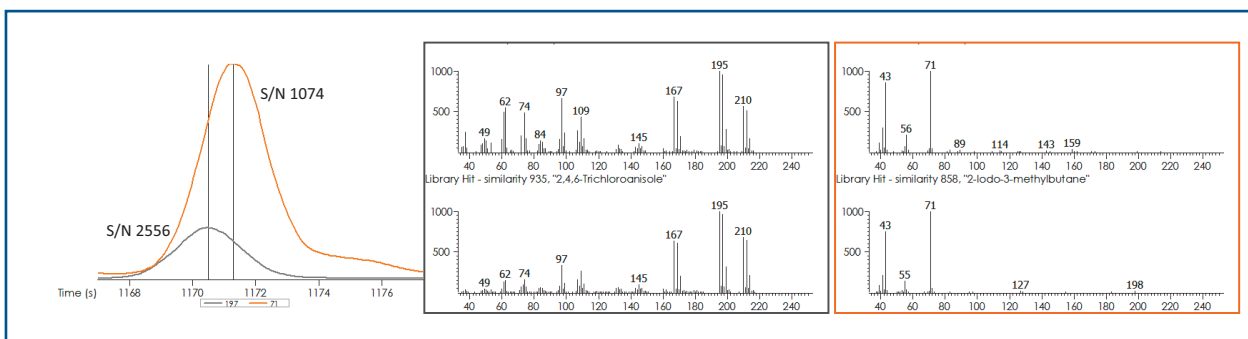 S/N 1074
S/N 2556
Time (s) 1168 1170 1172 1174 1176
197 71
1000
500
43 49 62 74 84 97 109 145 167 195 210
40 60 80 100 120 140 160 180 200 220 240
Library Hit - similarity 935, "2,4,6-Trichloroanisole"
1000
500
49 62 74 97 145 167 195 210
40 60 80 100 120 140 160 180 200 220 240
1000
500
43 56 71 89 114 143 159
40 60 80 100 120 140 160 180 200 220 240
Library Hit - similarity 858, "2-Iodo-3-methylbutane"
1000
500
43 55 71 127 198
40 60 80 100 120 140 160 180 200 220 240